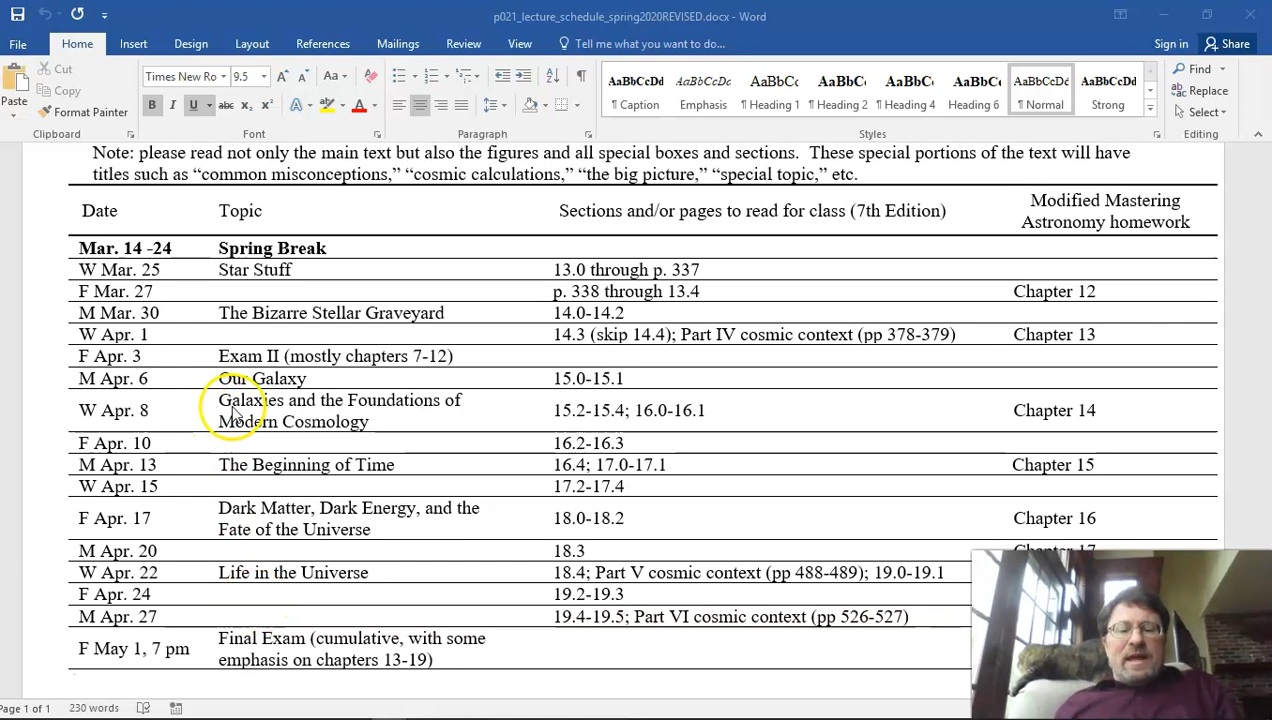 p021_lecture_schedule_spring2020REVISED.docx - Word
File Home Insert Design Layout References Mailings Review View Tell me what you want to do... Sign in Share
Paste
Cut
Copy
Format Painter
Clipboard
Times New Ro 9.5
Font
Paragraph
AaBbCcDd AaBbCcDd AaBbCc AaBbCc AaBbCcD AaBbCc AaBbCcDd AaBbCcDd
¶ Caption Emphasis ¶ Heading 1 ¶ Heading 2 ¶ Heading 4 Heading 6 ¶ Normal Strong
Styles
Find
Replace
Select
Editing
Note: please read not only the main text but also the figures and all special boxes and sections. These special portions of the text will have
titles such as “common misconceptions,” “cosmic calculations,” “the big picture,” “special topic,” etc.
Date Topic Sections and/or pages to read for class (7th Edition) Modified Mastering
Astronomy homework
Mar. 14 -24 Spring Break
W Mar. 25 Star Stuff 13.0 through p. 337
F Mar. 27 p. 338 through 13.4 Chapter 12
M Mar. 30 The Bizarre Stellar Graveyard 14.0-14.2
W Apr. 1 14.3 (skip 14.4); Part IV cosmic context (pp 378-379) Chapter 13
F Apr. 3 Exam II (mostly chapters 7-12)
M Apr. 6 Our Galaxy 15.0-15.1
W Apr. 8 Galaxies and the Foundations of
Modern Cosmology 15.2-15.4; 16.0-16.1 Chapter 14
F Apr. 10 16.2-16.3
M Apr. 13 The Beginning of Time 16.4; 17.0-17.1 Chapter 15
W Apr. 15 17.2-17.4
F Apr. 17 Dark Matter, Dark Energy, and the
Fate of the Universe 18.0-18.2 Chapter 16
M Apr. 20 18.3 Chapter 17
W Apr. 22 Life in the Universe 18.4; Part V cosmic context (pp 488-489); 19.0-19.1
F Apr. 24 19.2-19.3
M Apr. 27 19.4-19.5; Part VI cosmic context (pp 526-527)
F May 1, 7 pm Final Exam (cumulative, with some
emphasis on chapters 13-19)
Page 1 of 1 230 words